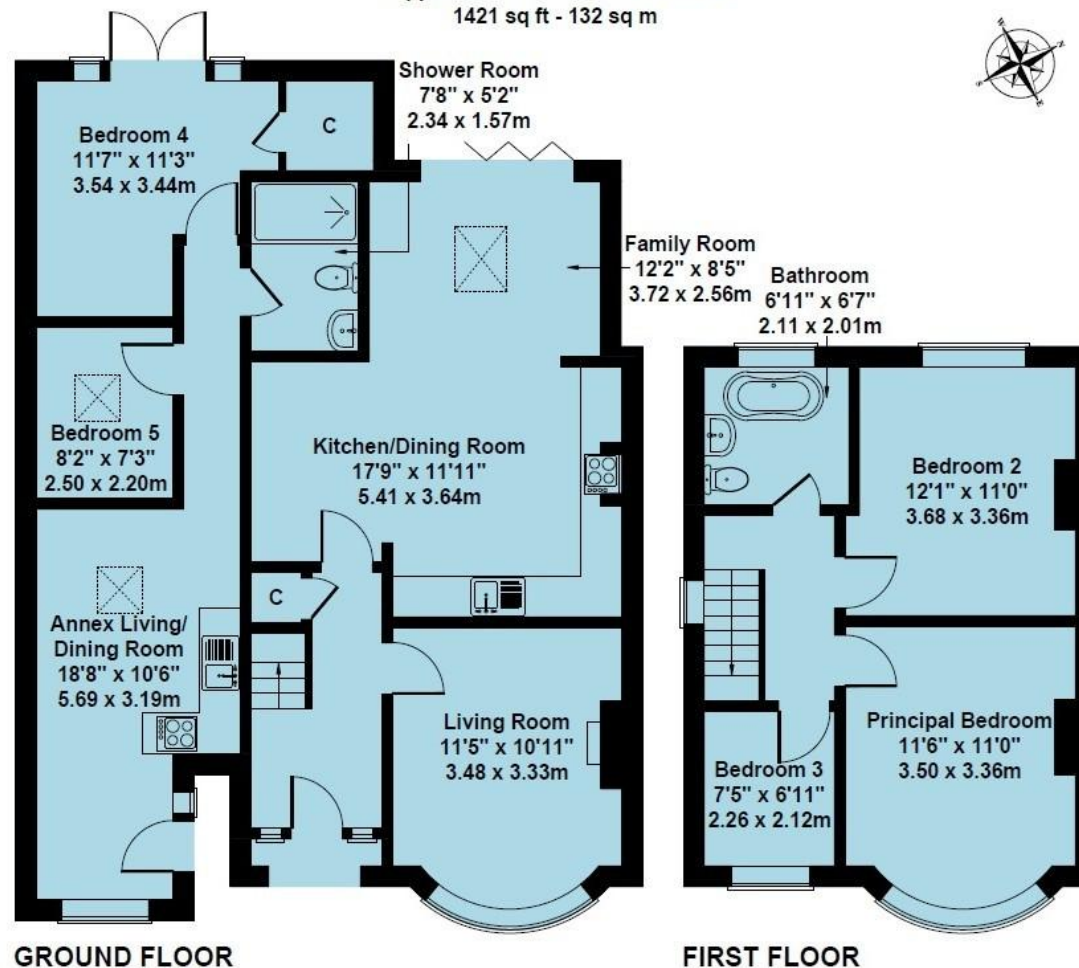 1421 sq ft - 132 sq m
Shower Room
7'8" x 5'2"
2.34 x 1.57m
Bedroom 4
11'7" x 11'3"
3.54 x 3.44m
C
Family Room
12'2" x 8'5"
3.72 x 2.56m
Bathroom
6'11" x 6'7"
2.11 x 2.01m
Bedroom 5
8'2" x 7'3"
2.50 x 2.20m
Kitchen/Dining Room
17'9" x 11'11"
5.41 x 3.64m
Bedroom 2
12'1" x 11'0"
3.68 x 3.36m
C
Annex Living/
Dining Room
18'8" x 10'6"
5.69 x 3.19m
Living Room
11'5" x 10'11"
3.48 x 3.33m
Principal Bedroom
11'6" x 11'0"
3.50 x 3.36m
Bedroom 3
7'5" x 6'11"
2.26 x 2.12m
GROUND FLOOR
FIRST FLOOR